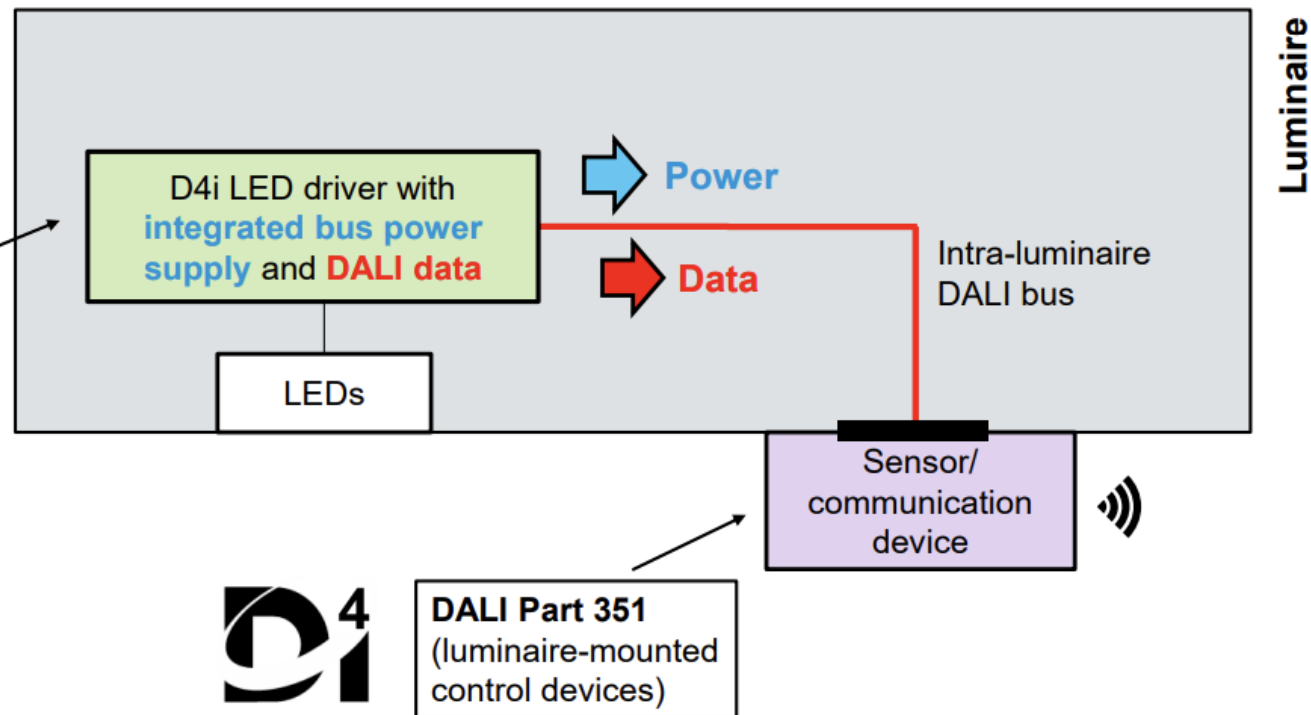 Luminaire
D4i LED driver with
integrated bus power
supply and DALI data
Power
Data
Intra-luminaire
DALI bus
LEDs
Sensor/
communication
device
D4i
DALI Part 351
(luminaire-mounted
control devices)